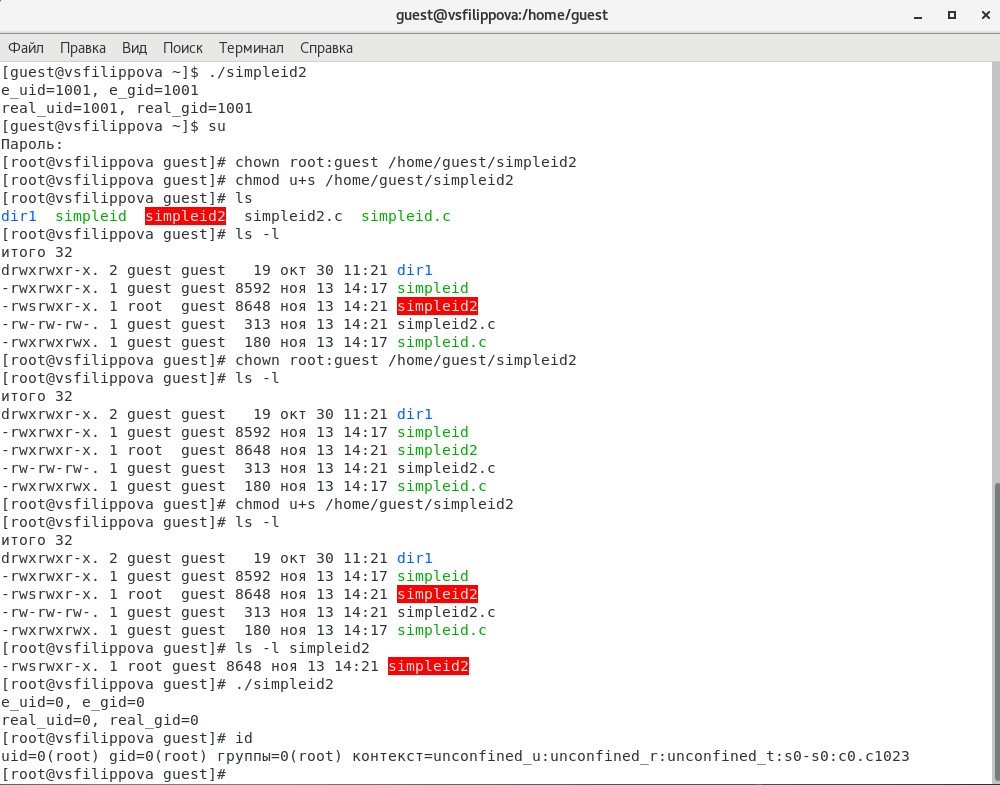 guest@vsfilippova:/home/guest
Файл Правка Вид Поиск Терминал Справка
[guest@vsfilippova ~]$ ./simpleid2
e_uid=1001, e_gid=1001
real_uid=1001, real_gid=1001
[guest@vsfilippova ~]$ su
Пароль:
[root@vsfilippova guest]# chown root:guest /home/guest/simpleid2
[root@vsfilippova guest]# chmod u+s /home/guest/simpleid2
[root@vsfilippova guest]# ls
dir1  simpleid  simpleid2  simpleid2.c  simpleid.c
[root@vsfilippova guest]# ls -l
итого 32
drwxrwxr-x. 2 guest guest   19 окт 30 11:21 dir1
-rwxrwxr-x. 1 guest guest 8592 ноя 13 14:17 simpleid
-rwsrwxr-x. 1 root  guest 8648 ноя 13 14:21 simpleid2
-rw-rw-rw-. 1 guest guest  313 ноя 13 14:21 simpleid2.c
-rwxrwxrwx. 1 guest guest  180 ноя 13 14:17 simpleid.c
[root@vsfilippova guest]# chown root:guest /home/guest/simpleid2
[root@vsfilippova guest]# ls -l
итого 32
drwxrwxr-x. 2 guest guest   19 окт 30 11:21 dir1
-rwxrwxr-x. 1 guest guest 8592 ноя 13 14:17 simpleid
-rwxrwxr-x. 1 root  guest 8648 ноя 13 14:21 simpleid2
-rw-rw-rw-. 1 guest guest  313 ноя 13 14:21 simpleid2.c
-rwxrwxrwx. 1 guest guest  180 ноя 13 14:17 simpleid.c
[root@vsfilippova guest]# chmod u+s /home/guest/simpleid2
[root@vsfilippova guest]# ls -l
итого 32
drwxrwxr-x. 2 guest guest   19 окт 30 11:21 dir1
-rwxrwxr-x. 1 guest guest 8592 ноя 13 14:17 simpleid
-rwsrwxr-x. 1 root  guest 8648 ноя 13 14:21 simpleid2
-rw-rw-rw-. 1 guest guest  313 ноя 13 14:21 simpleid2.c
-rwxrwxrwx. 1 guest guest  180 ноя 13 14:17 simpleid.c
[root@vsfilippova guest]# ls -l simpleid2
-rwsrwxr-x. 1 root guest 8648 ноя 13 14:21 simpleid2
[root@vsfilippova guest]# ./simpleid2
e_uid=0, e_gid=0
real_uid=0, real_gid=0
[root@vsfilippova guest]# id
uid=0(root) gid=0(root) группы=0(root) контекст=unconfined_u:unconfined_r:unconfined_t:s0-s0:c0.c1023
[root@vsfilippova guest]#